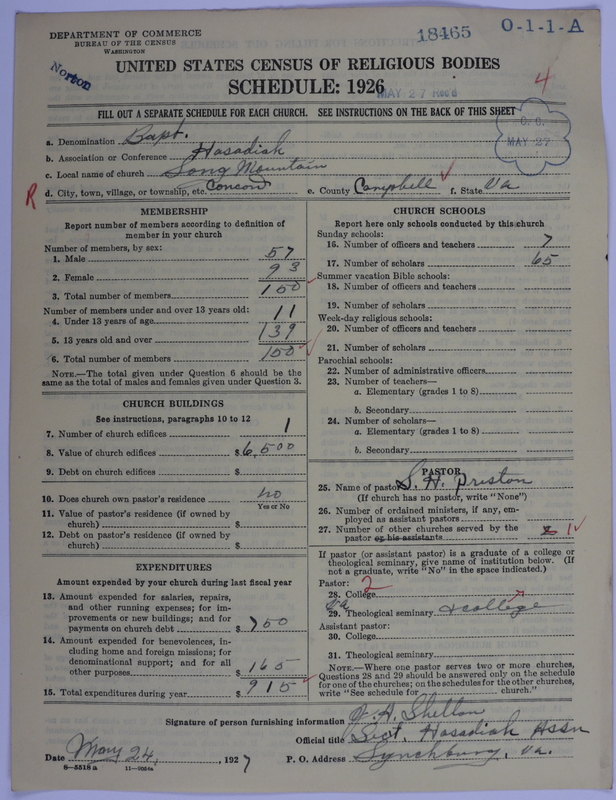 DEPARTMENT OF COMMERCE
BUREAU OF THE CENSUS
WASHINGTON
18465
O-1-1-A
Norton
UNITED STATES CENSUS OF RELIGIOUS BODIES
SCHEDULE: 1926
MAY 27 Rec'd
4
FILL OUT A SEPARATE SCHEDULE FOR EACH CHURCH. SEE INSTRUCTIONS ON THE BACK OF THIS SHEET
MAY 27
a. Denomination Bapt.
b. Association or Conference Hasadiah
c. Local name of church Long Mountain
R d. City, town, village, or township, etc. Concord e. County Campbell f. State Va
MEMBERSHIP
Report number of members according to definition of
member in your church
Number of members, by sex:
1. Male 57
2. Female 93
3. Total number of members 150
Number of members under and over 13 years old:
4. Under 13 years of age 11
5. 13 years old and over 139
6. Total number of members 150
NOTE.—The total given under Question 6 should be
same as the total of males and females given under Question 3.
CHURCH BUILDINGS
See instructions, paragraphs 10 to 12
7. Number of church edifices 1
8. Value of church edifices $6,500
9. Debt on church edifices $
10. Does church own pastor's residence no
Yes or No
11. Value of pastor's residence (if owned by
church) $
12. Debt on pastor's residence (if owned by
church) $
EXPENDITURES
Amount expended by your church during last fiscal year
13. Amount expended for salaries, repairs,
and other running expenses; for im-
provements or new buildings; and for
payments on church debt $750
14. Amount expended for benevolences, in-
cluding home and foreign missions; for
denominational support; and for all
other purposes $165
15. Total expenditures during year $915
CHURCH SCHOOLS
Report here only schools conducted by this church
Sunday schools:
16. Number of officers and teachers 7
17. Number of scholars 65
Summer vacation Bible schools:
18. Number of officers and teachers
19. Number of scholars
Week-day religious schools:
20. Number of officers and teachers
21. Number of scholars
Parochial schools:
22. Number of administrative officers
23. Number of teachers—
a. Elementary (grades 1 to 8)
b. Secondary
24. Number of scholars—
a. Elementary (grades 1 to 8)
b. Secondary
PASTOR
25. Name of pastor S. H. Preston
(If church has no pastor, write "None")
26. Number of ordained ministers, if any, em-
ployed as assistant pastors
27. Number of other churches served by the
pastor or his assistants 1
If pastor (or assistant pastor) is a graduate of a college or
theological seminary, give name of institution below. (If
not a graduate, write "No" in the space indicated.)
Pastor: 2
28. College
29. Theological seminary & college
Assistant pastor:
30. College
31. Theological seminary
NOTE.—Where one pastor serves two or more churches,
Questions 28 and 29 should be answered only on the schedule
for one of the churches; on the schedules for the other churches,
write "See schedule for church."
Signature of person furnishing information J. A. Shelton
Official title Hasadiah Assn
Date May 24, 1927 P. O. Address Lynchburg, Va.
8-5518 a 11-9054a